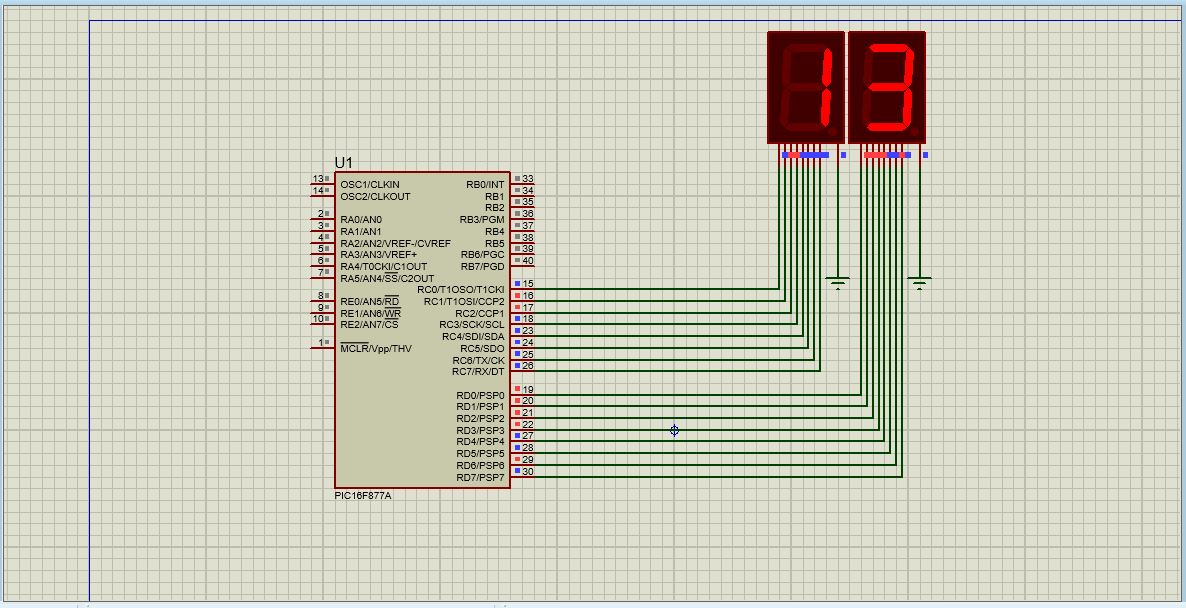 1 3
U1
13 OSC1/CLKIN RB0/INT 33
14 OSC2/CLKOUT RB1 34
RB2 35
2 RA0/AN0 RB3/PGM 36
3 RA1/AN1 RB4 37
4 RA2/AN2/VREF-/CVREF RB5 38
5 RA3/AN3/VREF+ RB6/PGC 39
6 RA4/T0CKI/C1OUT RB7/PGD 40
7 RA5/AN4/SS/C2OUT
RC0/T1OSO/T1CKI 15
8 RE0/AN5/RD RC1/T1OSI/CCP2 16
9 RE1/AN6/WR RC2/CCP1 17
10 RE2/AN7/CS RC3/SCK/SCL 18
RC4/SDI/SDA 23
1 MCLR/Vpp/THV RC5/SDO 24
RC6/TX/CK 25
RC7/RX/DT 26
RD0/PSP0 19
RD1/PSP1 20
RD2/PSP2 21
RD3/PSP3 22
RD4/PSP4 27
RD5/PSP5 28
RD6/PSP6 29
RD7/PSP7 30
PIC16F877A